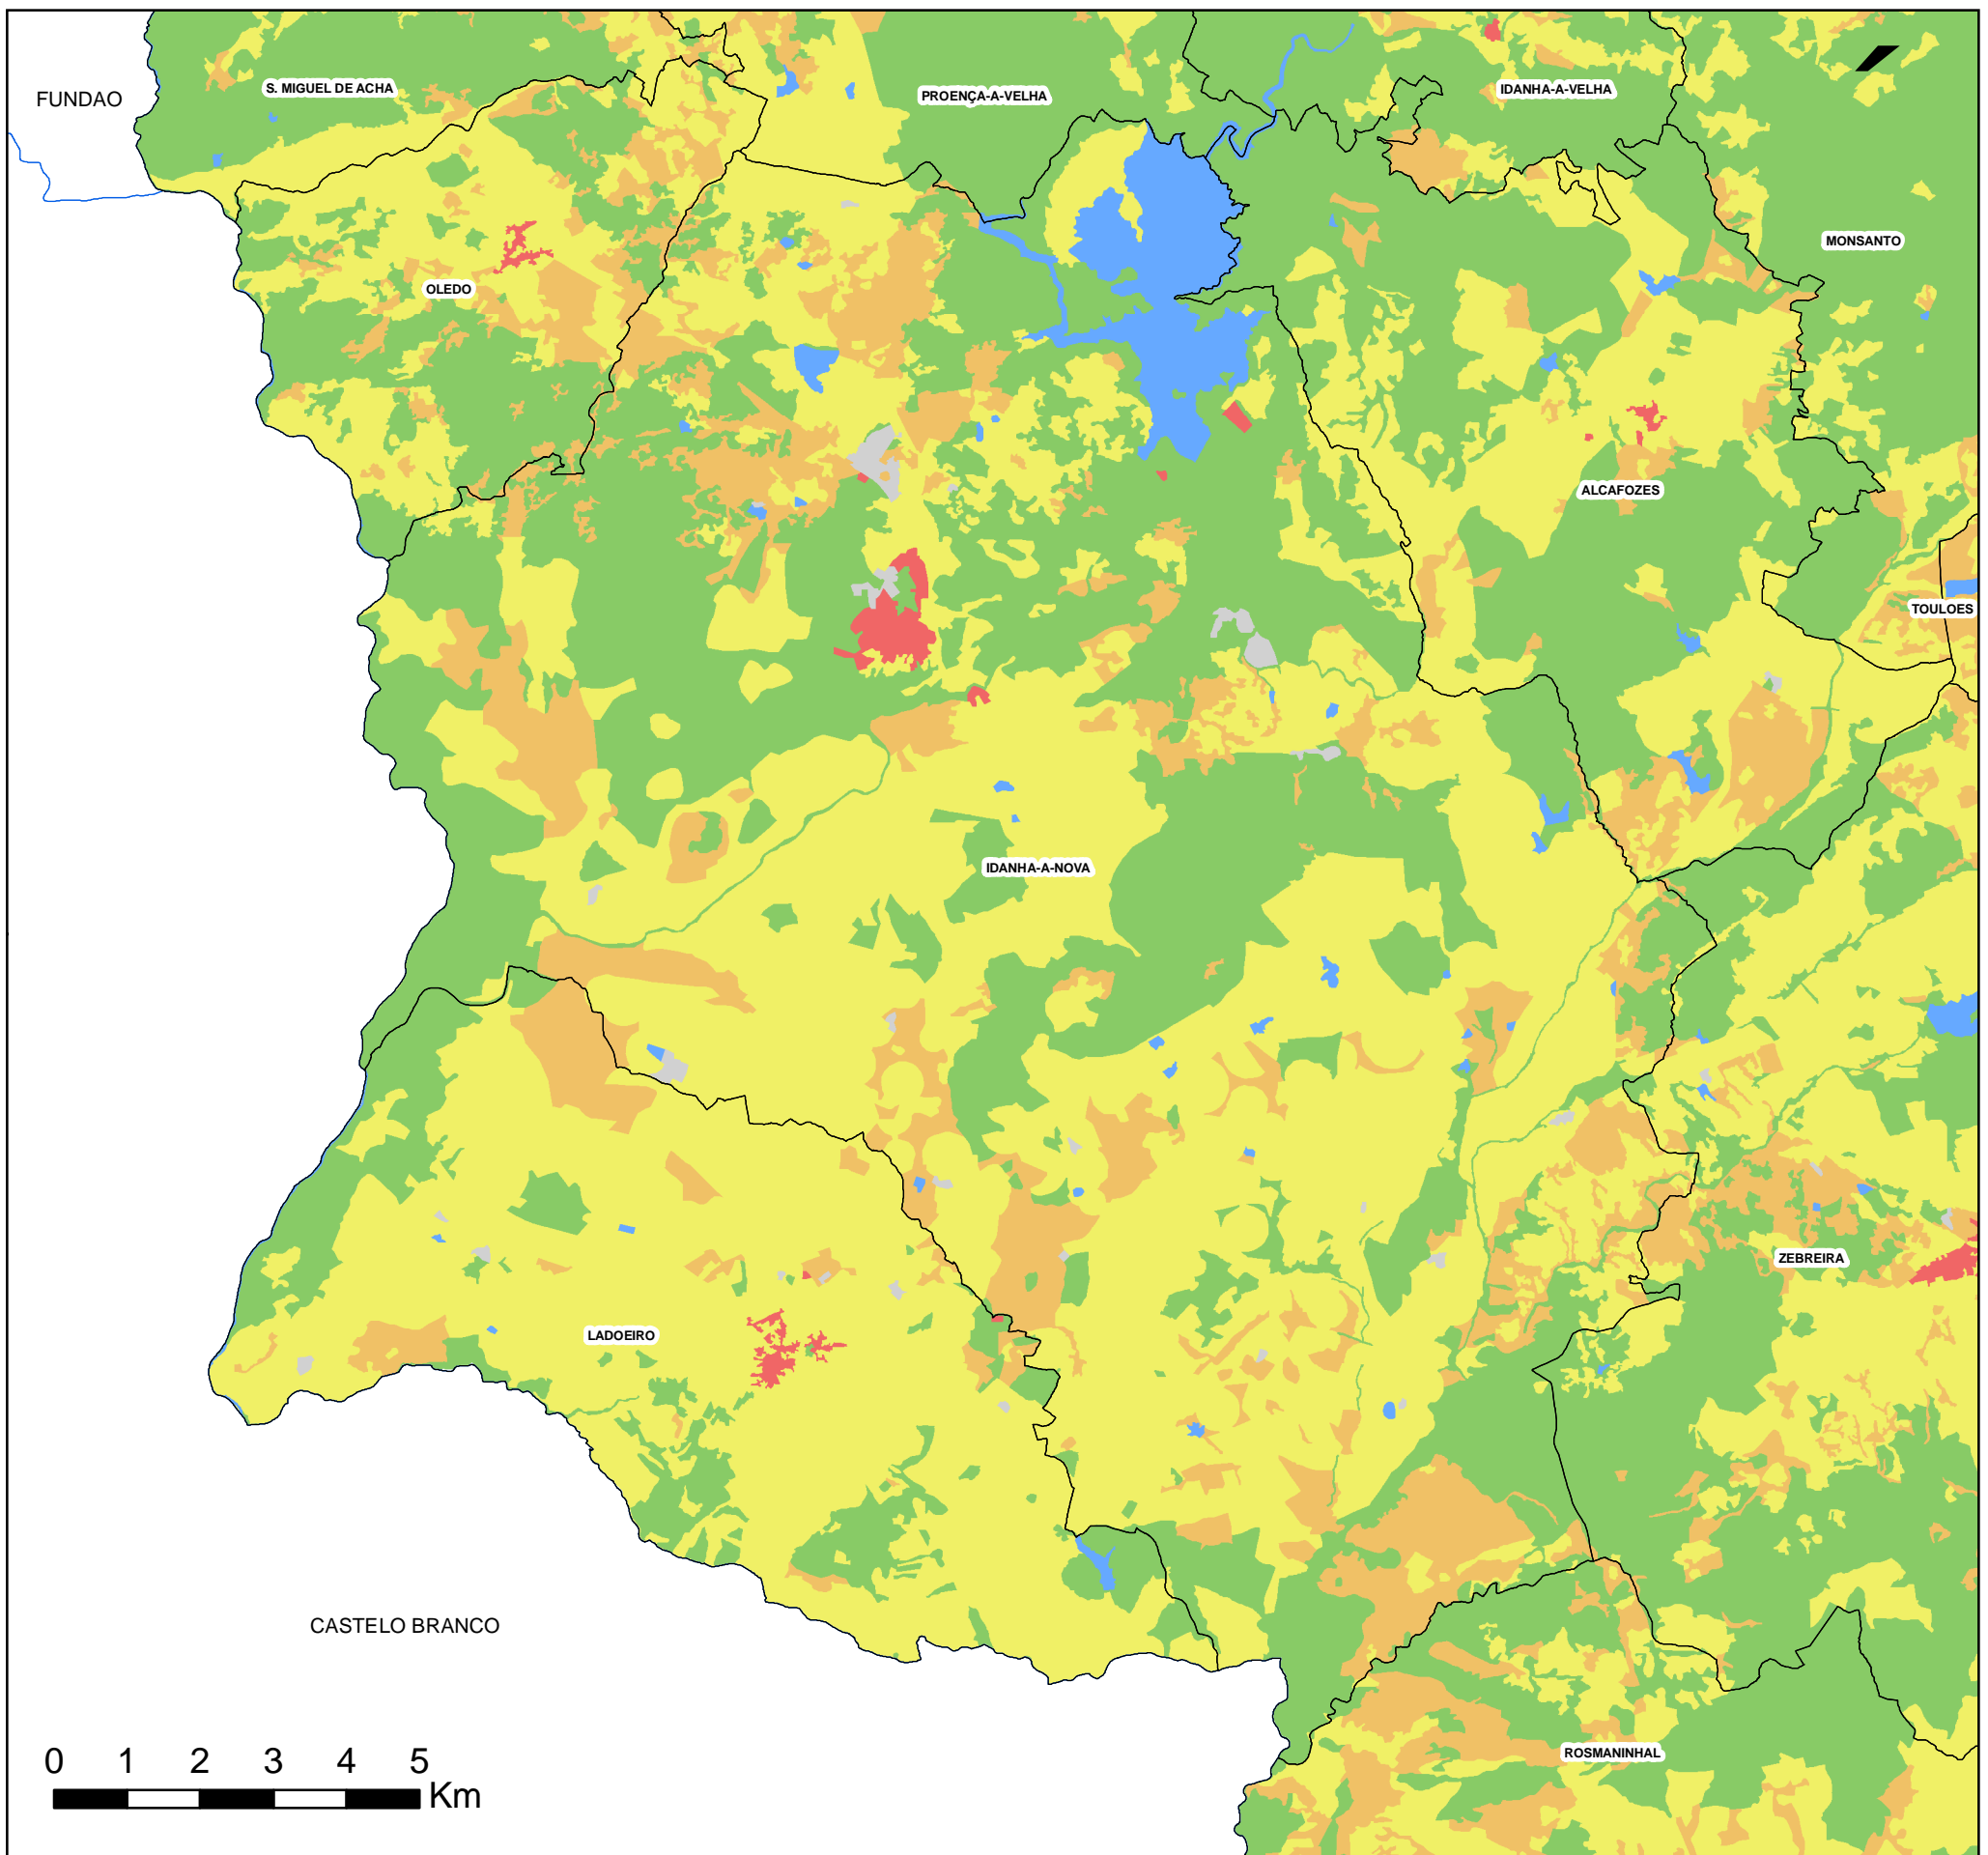 FUNDAO
S. MIGUEL DE ACHA
PROENÇA-A-VELHA
IDANHA-A-VELHA
MONSANTO
OLEDO
ALCAFOZES
TOULOES
IDANHA-A-NOVA
ZEBREIRA
LADOEIRO
CASTELO BRANCO
ROSMANINHAL
0 1 2 3 4 5
Km